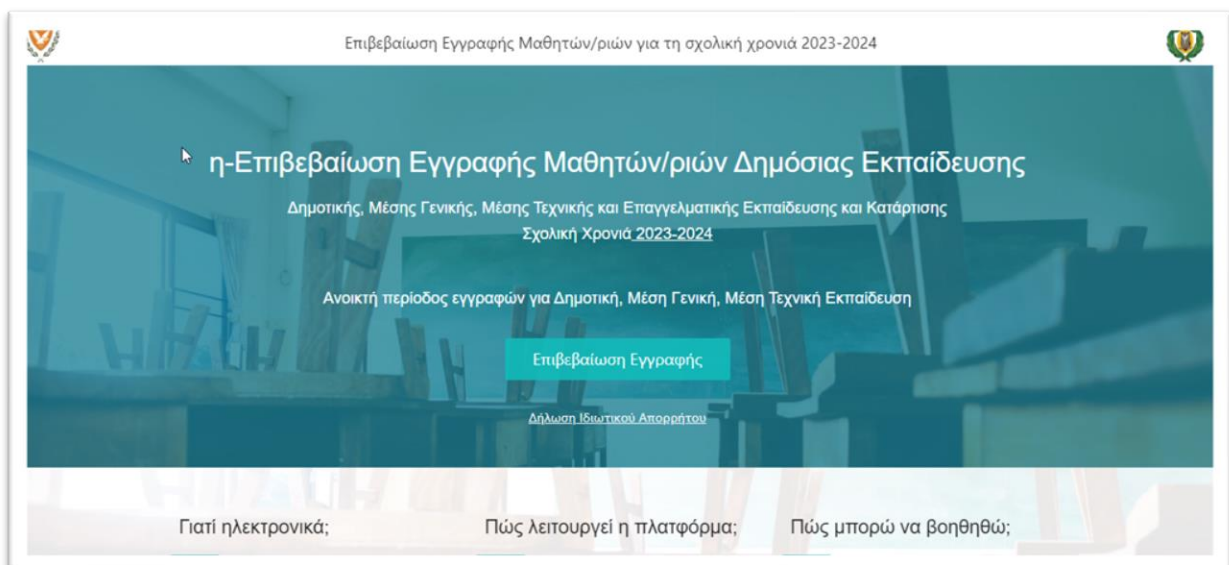 Επιβεβαίωση Εγγραφής Μαθητών/ριών για τη σχολική χρονιά 2023-2024
η-Επιβεβαίωση Εγγραφής Μαθητών/ριών Δημόσιας Εκπαίδευσης
Δημοτικής, Μέσης Γενικής, Μέσης Τεχνικής και Επαγγελματικής Εκπαίδευσης και Κατάρτισης
Σχολική Χρονιά 2023-2024
Ανοικτή περίοδος εγγραφών για Δημοτική, Μέση Γενική, Μέση Τεχνική Εκπαίδευση
Επιβεβαίωση Εγγραφής
Δήλωση Ιδιωτικού Απορρήτου
Γιατί ηλεκτρονικά; Πώς λειτουργεί η πλατφόρμα; Πώς μπορώ να βοηθηθώ;